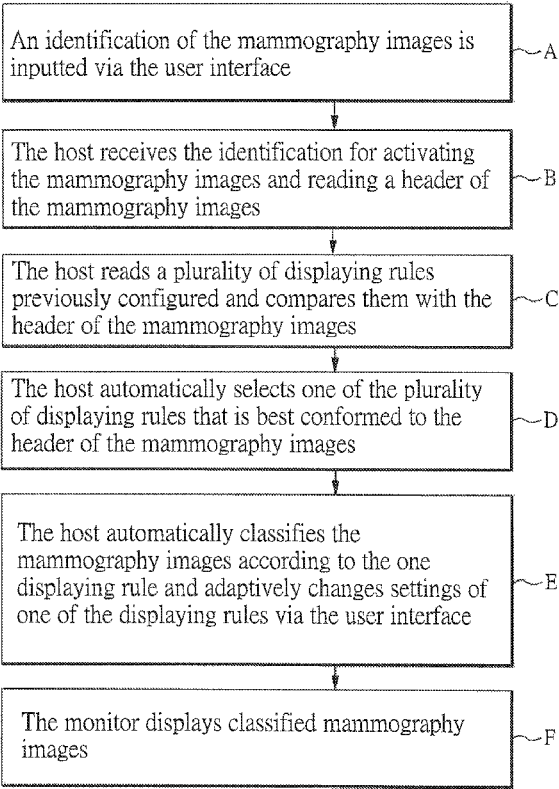 An identification of the mammography images is
inputted via the user interface
A
The host receives the identification for activating
the mammography images and reading a header of
the mammography images
B
The host reads a plurality of displaying rules
previously configured and compares them with the
header of the mammography images
C
The host automatically selects one of the plurality
of displaying rules that is best conformed to the
header of the mammography images
D
The host automatically classifies the
mammography images according to the one
displaying rule and adaptively changes settings of
one of the displaying rules via the user interface
E
The monitor displays classified mammography
images
F